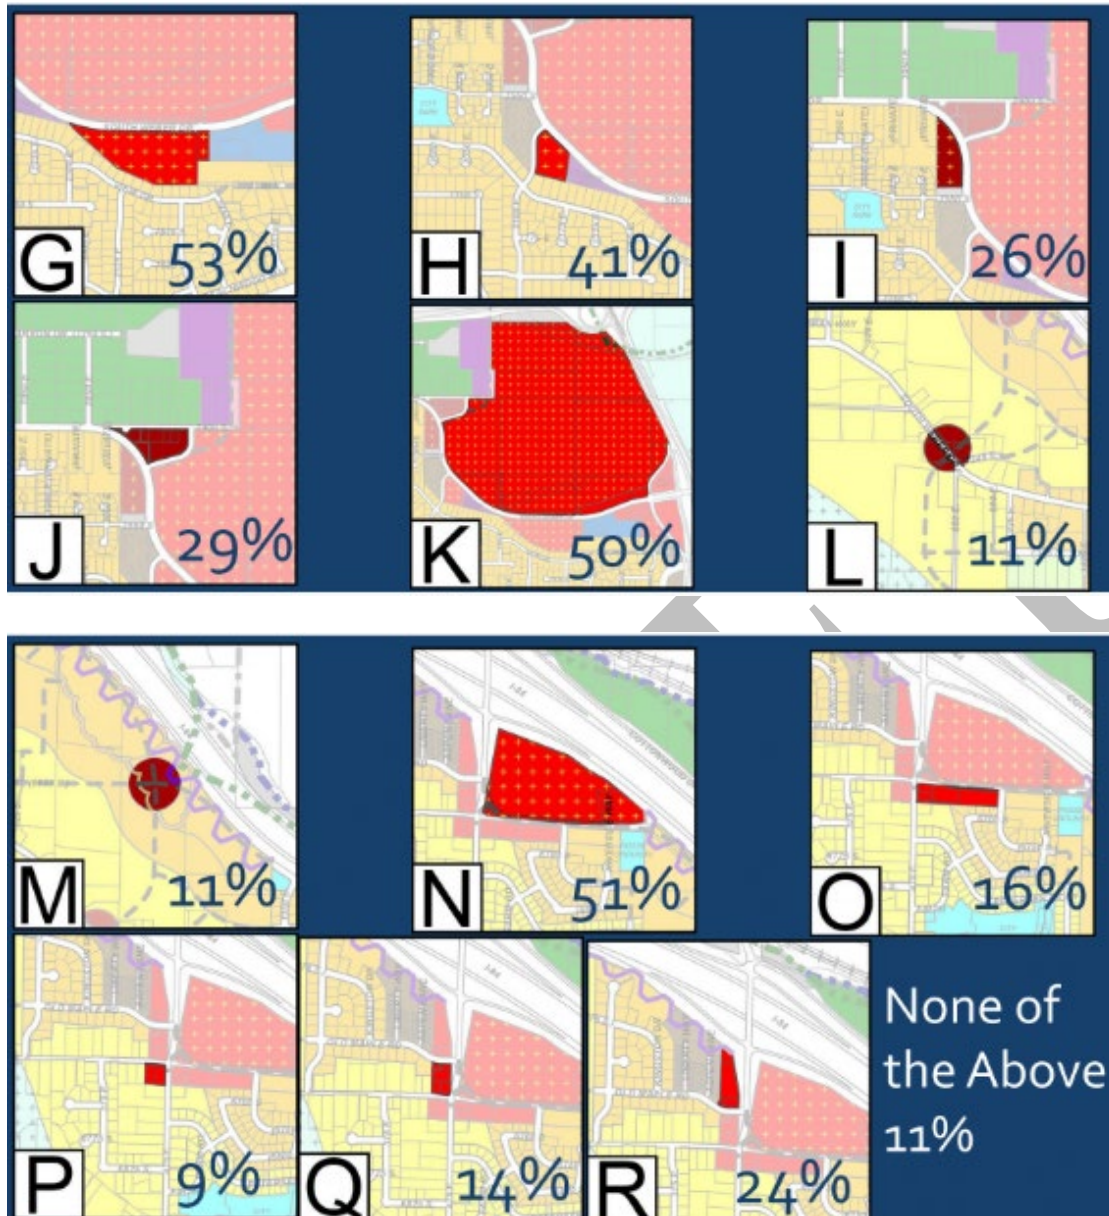 G 53%
H 41%
I 26%
J 29%
K 50%
L 11%
M 11%
N 51%
O 16%
P 9%
Q 14%
R 24%
None of
the Above
11%